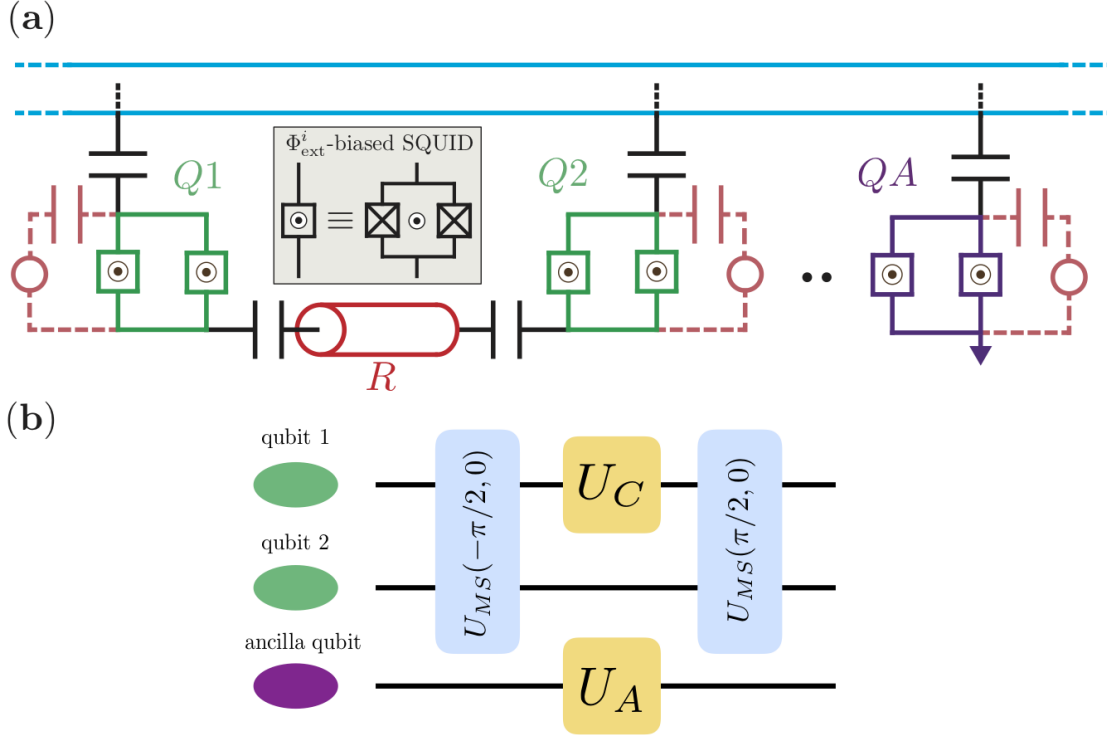 (a)
Φ^i_ext-biased SQUID
≡
Q1
Q2
QA
R
(b)
qubit 1
qubit 2
ancilla qubit
U_MS(−π/2, 0)
U_C
U_A
U_MS(π/2, 0)